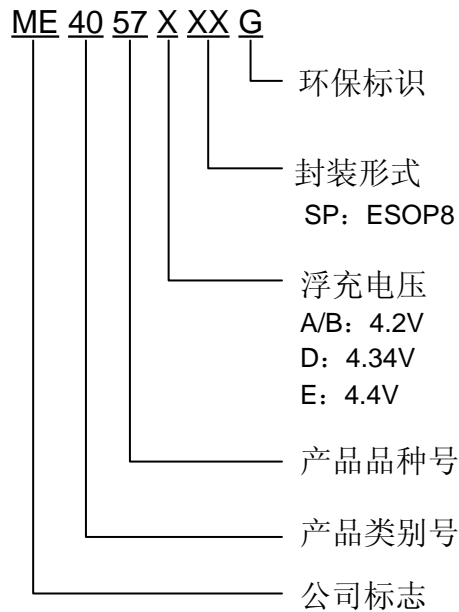 ME 40 57 X XX G
环保标识
封装形式
SP：ESOP8
浮充电压
A/B：4.2V
D：4.34V
E：4.4V
产品品种号
产品类别号
公司标志